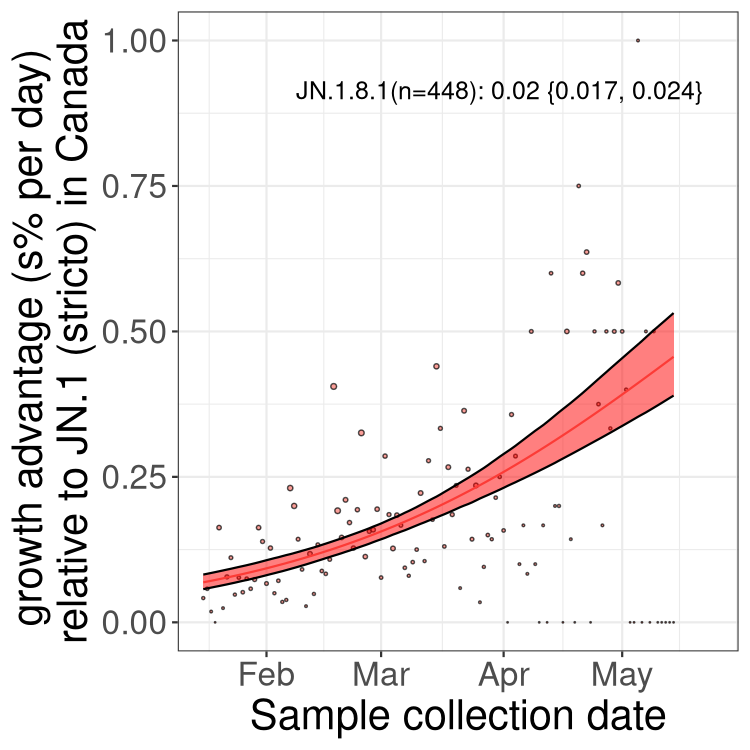 growth advantage (s% per day)
relative to JN.1 (stricto) in Canada
1.00
0.75
0.50
0.25
0.00
JN.1.8.1(n=448): 0.02 {0.017, 0.024}
Feb
Mar
Apr
May
Sample collection date